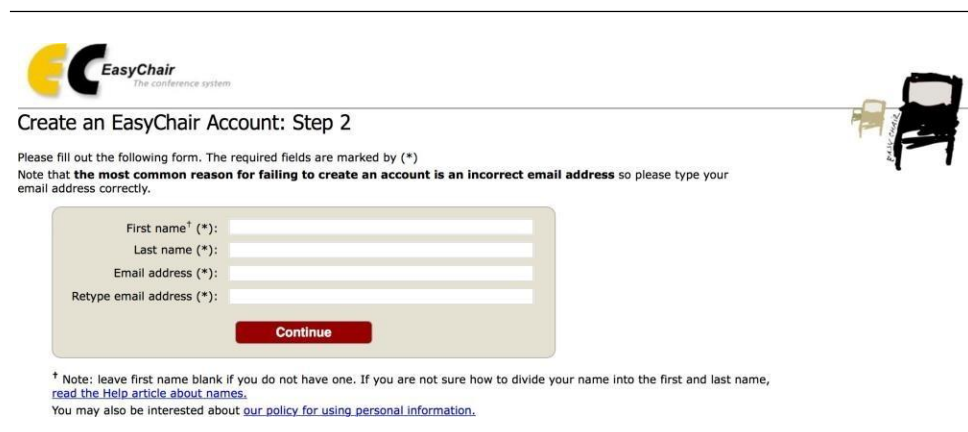 EC EasyChair
The conference system
EASY CHAIR
Create an EasyChair Account: Step 2
Please fill out the following form. The required fields are marked by (*)
Note that the most common reason for failing to create an account is an incorrect email address so please type your
email address correctly.
First name† (*):
Last name (*):
Email address (*):
Retype email address (*):
Continue
† Note: leave first name blank if you do not have one. If you are not sure how to divide your name into the first and last name,
read the Help article about names.
You may also be interested about our policy for using personal information.